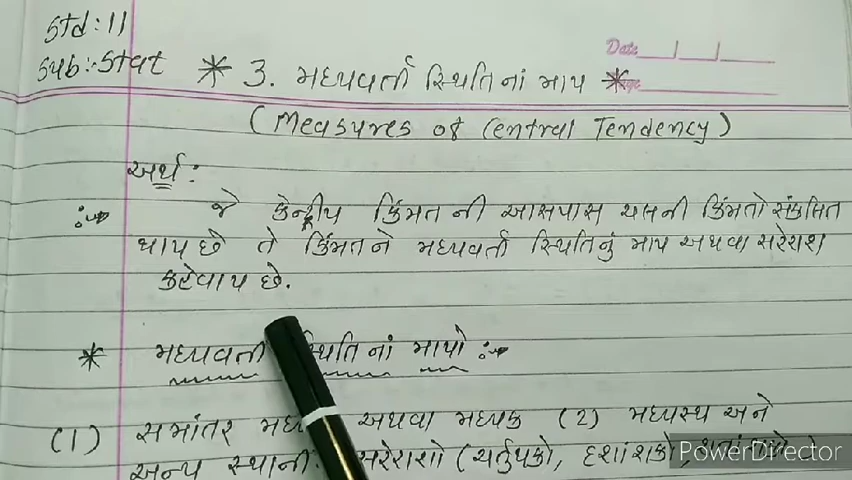 Std : 11
Sub :- Stat
Date
* 3. મધ્યવર્તી સ્થિતિનાં માપ *
(Measures of Central Tendency)
અર્થ :
જે કેન્દ્રીય કિંમત ની આસપાસ ચલની કિંમતો સંકલિત
થાય છે તે કિંમતને મધ્યવર્તી સ્થિતિનું માપ અથવા સરેરાશ
કહેવાય છે.
* મધ્યવર્તી સ્થિતિનાં માપો :→
(1) સમાંતર અથવા મધ્યક (2) મધ્યસ્થ અને
અન્ય સ્થાનીય સરેરાશો (ચતુર્થકો, દશાંશકો,
PowerDirector